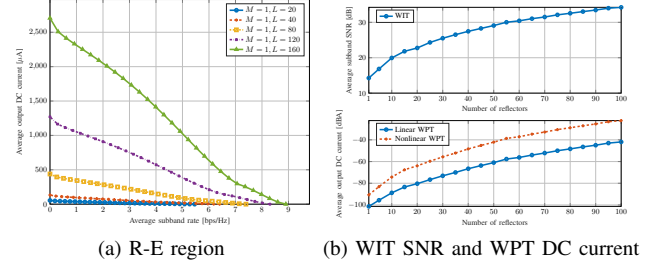 M = 1, L = 20
M = 1, L = 40
M = 1, L = 80
M = 1, L = 120
M = 1, L = 160
Average output DC current [μA]
2,500
2,000
1,500
1,000
500
0
0 1 2 3 4 5 6 7 8 9
Average subband rate [bps/Hz]
(a) R-E region
WIT
Average subband SNR [dB]
30
20
1 10 20 30 40 50 60 70 80 90 100
Number of reflectors
Linear WPT
Nonlinear WPT
Average output DC current [dBA]
−40
−60
−80
−100
1 10 20 30 40 50 60 70 80 90 100
Number of reflectors
(b) WIT SNR and WPT DC current